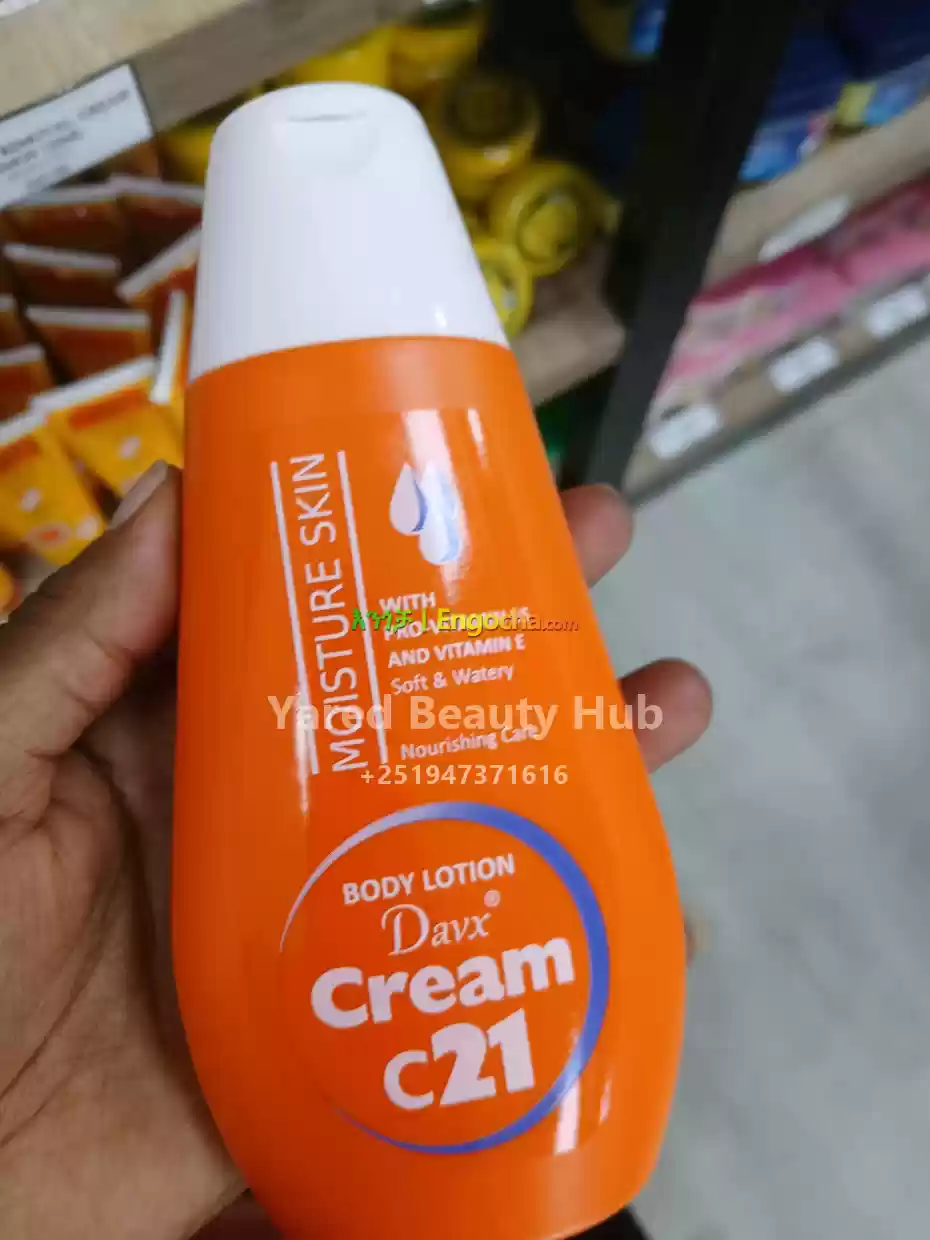 MOISTURE SKIN
WITH
AND VITAMIN E
Soft & Watery
Nourishing Care
አንጎቻ | Engocha.com
Yared Beauty Hub
+251947371616
BODY LOTION
Davx®
Cream
C21